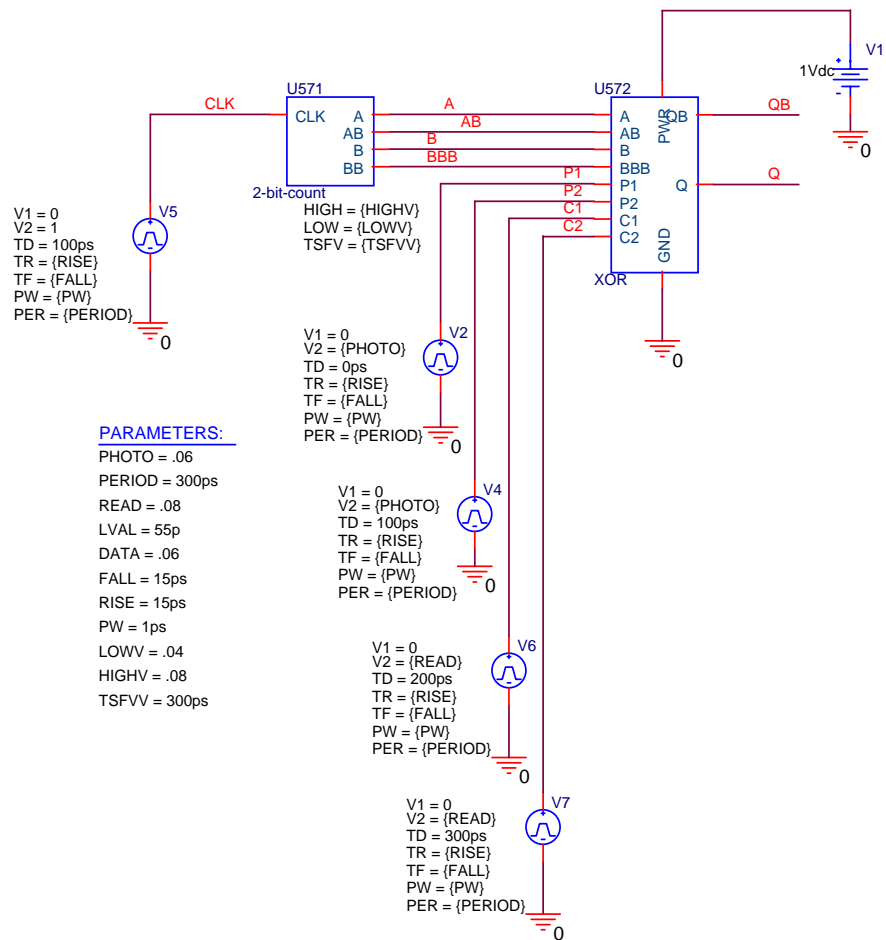 V1
1Vdc
0
U571
CLK
CLK
A
AB
B
BB
2-bit-count
HIGH = {HIGHV}
LOW = {LOWV}
TSFV = {TSFVV}
A
AB
B
BBB
P1
P2
C1
C2
U572
A
AB
B
BBB
P1
P2
C1
C2
PWR
QB
Q
GND
XOR
QB
Q
0
V5
V1 = 0
V2 = 1
TD = 100ps
TR = {RISE}
TF = {FALL}
PW = {PW}
PER = {PERIOD}
0
V2
V1 = 0
V2 = {PHOTO}
TD = 0ps
TR = {RISE}
TF = {FALL}
PW = {PW}
PER = {PERIOD}
0
PARAMETERS:
PHOTO = .06
PERIOD = 300ps
READ = .08
LVAL = 55p
DATA = .06
FALL = 15ps
RISE = 15ps
PW = 1ps
LOWV = .04
HIGHV = .08
TSFVV = 300ps
V4
V1 = 0
V2 = {PHOTO}
TD = 100ps
TR = {RISE}
TF = {FALL}
PW = {PW}
PER = {PERIOD}
0
V6
V1 = 0
V2 = {READ}
TD = 200ps
TR = {RISE}
TF = {FALL}
PW = {PW}
PER = {PERIOD}
0
V7
V1 = 0
V2 = {READ}
TD = 300ps
TR = {RISE}
TF = {FALL}
PW = {PW}
PER = {PERIOD}
0